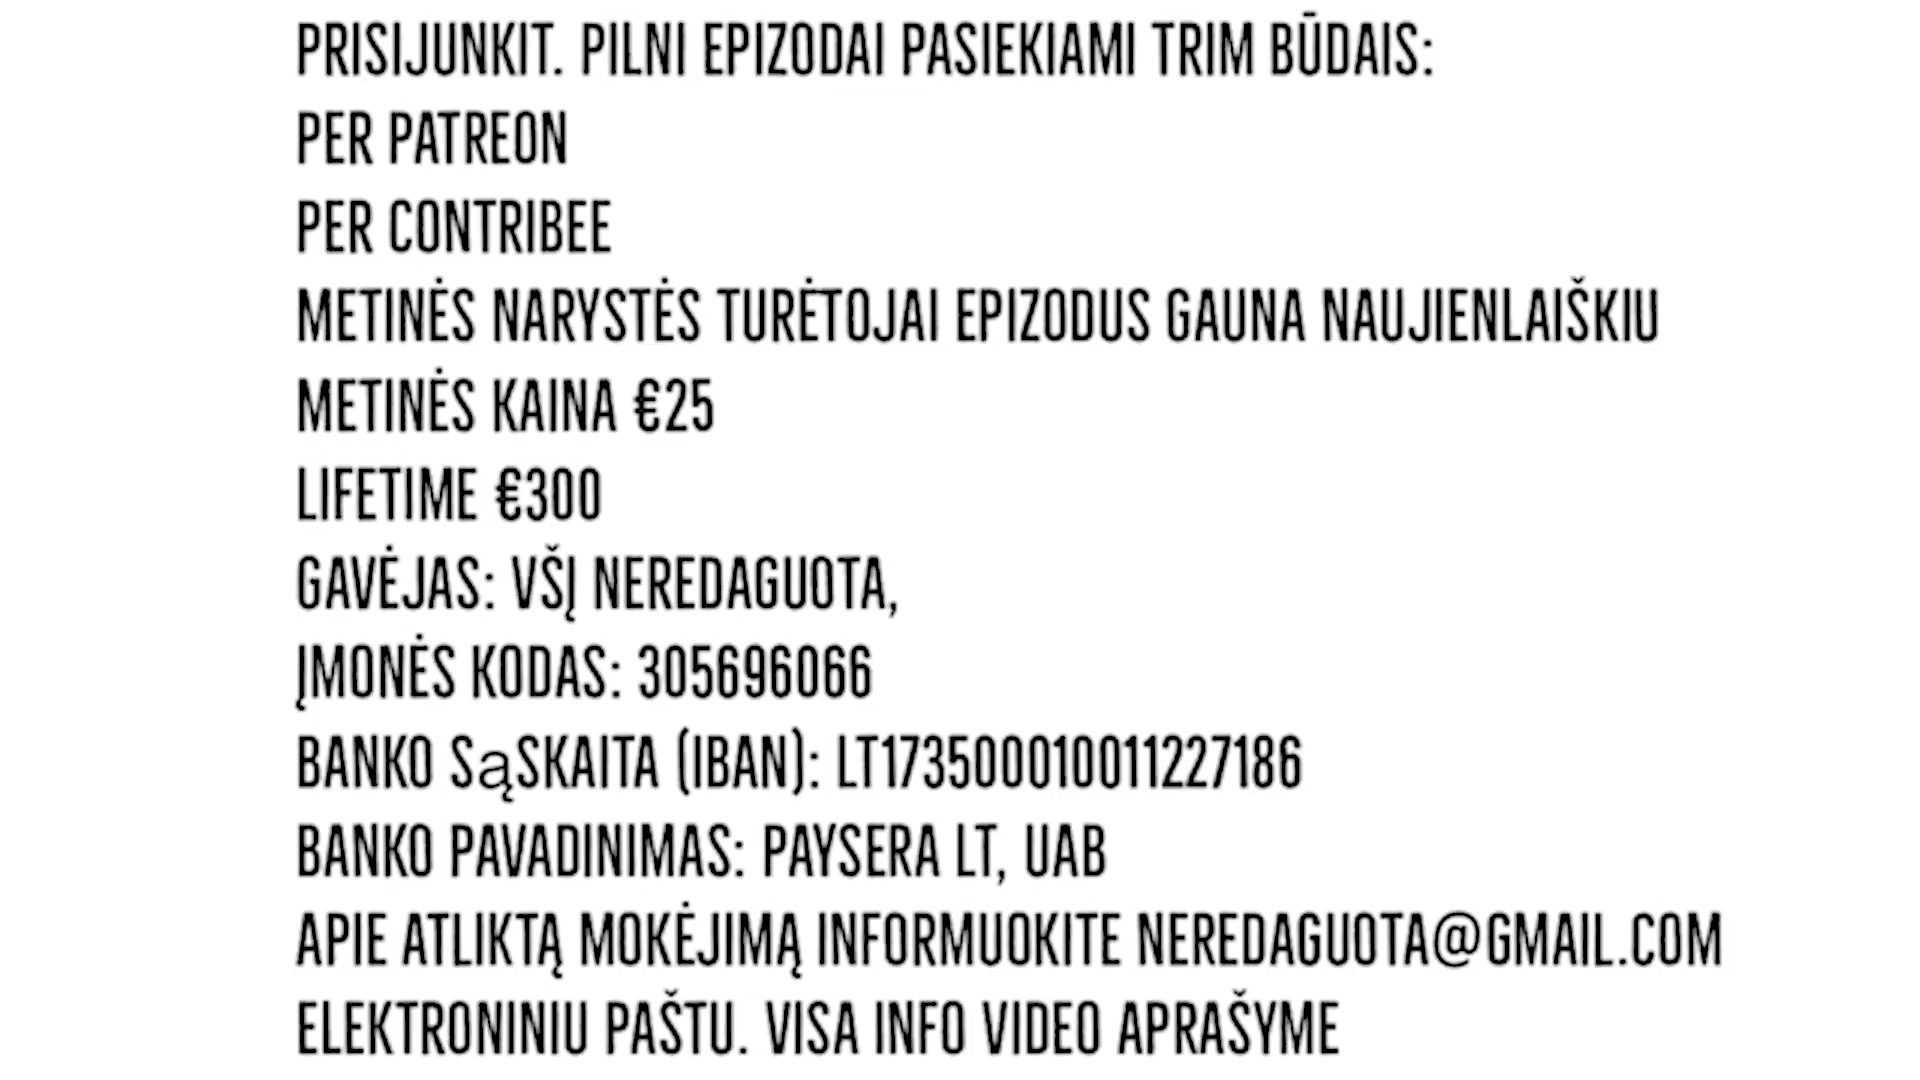 PRISIJUNKIT. PILNI EPIZODAI PASIEKIAMI TRIM BŪDAIS:
PER PATREON
PER CONTRIBEE
METINĖS NARYSTĖS TURĖTOJAI EPIZODUS GAUNA NAUJIENLAIŠKIU
METINĖS KAINA €25
LIFETIME €300
GAVĖJAS: VŠĮ NEREDAGUOTA,
ĮMONĖS KODAS: 305696066
BANKO SąSKAITA (IBAN): LT173500010011227186
BANKO PAVADINIMAS: PAYSERA LT, UAB
APIE ATLIKTĄ MOKĖJIMĄ INFORMUOKITE NEREDAGUOTA@GMAIL.COM
ELEKTRONINIU PAŠTU. VISA INFO VIDEO APRAŠYME